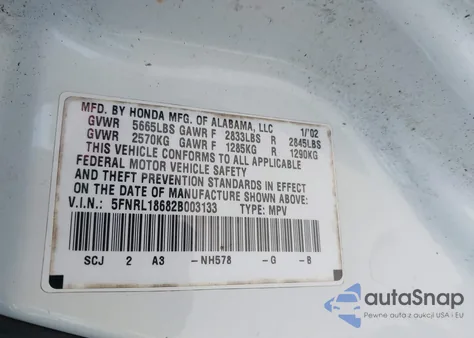 MFD. BY HONDA MFG. OF ALABAMA, LLC 1/'02
GVWR 5665LBS GAWR F 2833LBS R 2845LBS
GVWR 2570KG GAWR F 1285KG R 1290KG
THIS VEHICLE CONFORMS TO ALL APPLICABLE
FEDERAL MOTOR VEHICLE SAFETY
AND THEFT PREVENTION STANDARDS IN EFFECT
ON THE DATE OF MANUFACTURE SHOWN ABOVE.
V.I.N.: 5FNRL18682B003133 TYPE: MPV
SCJ 2 A3 -NH578 -G -B
autoSnap
Pewne auta z aukcji USA i EU